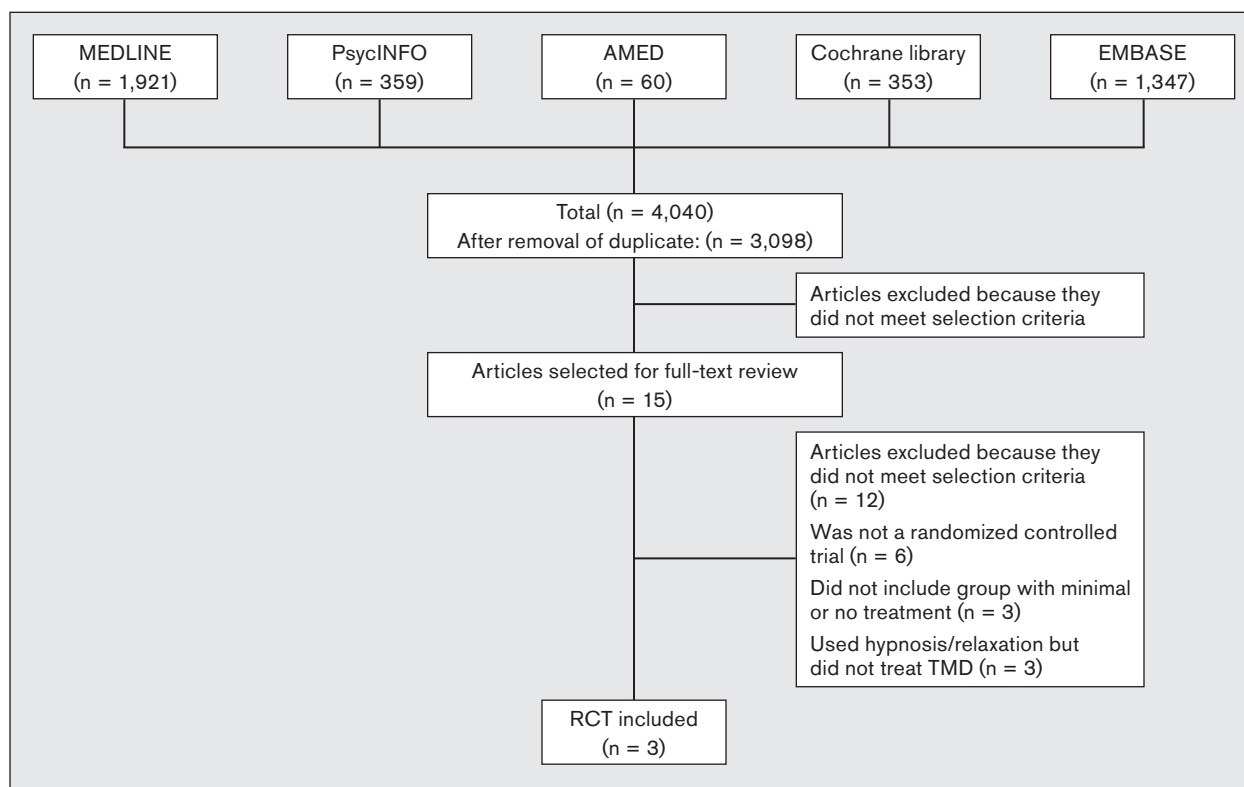 MEDLINE
(n = 1,921)
PsycINFO
(n = 359)
AMED
(n = 60)
Cochrane library
(n = 353)
EMBASE
(n = 1,347)
Total (n = 4,040)
After removal of duplicate: (n = 3,098)
Articles excluded because they
did not meet selection criteria
Articles selected for full-text review
(n = 15)
Articles excluded because they
did not meet selection criteria
(n = 12)
Was not a randomized controlled
trial (n = 6)
Did not include group with minimal
or no treatment (n = 3)
Used hypnosis/relaxation but
did not treat TMD (n = 3)
RCT included
(n = 3)